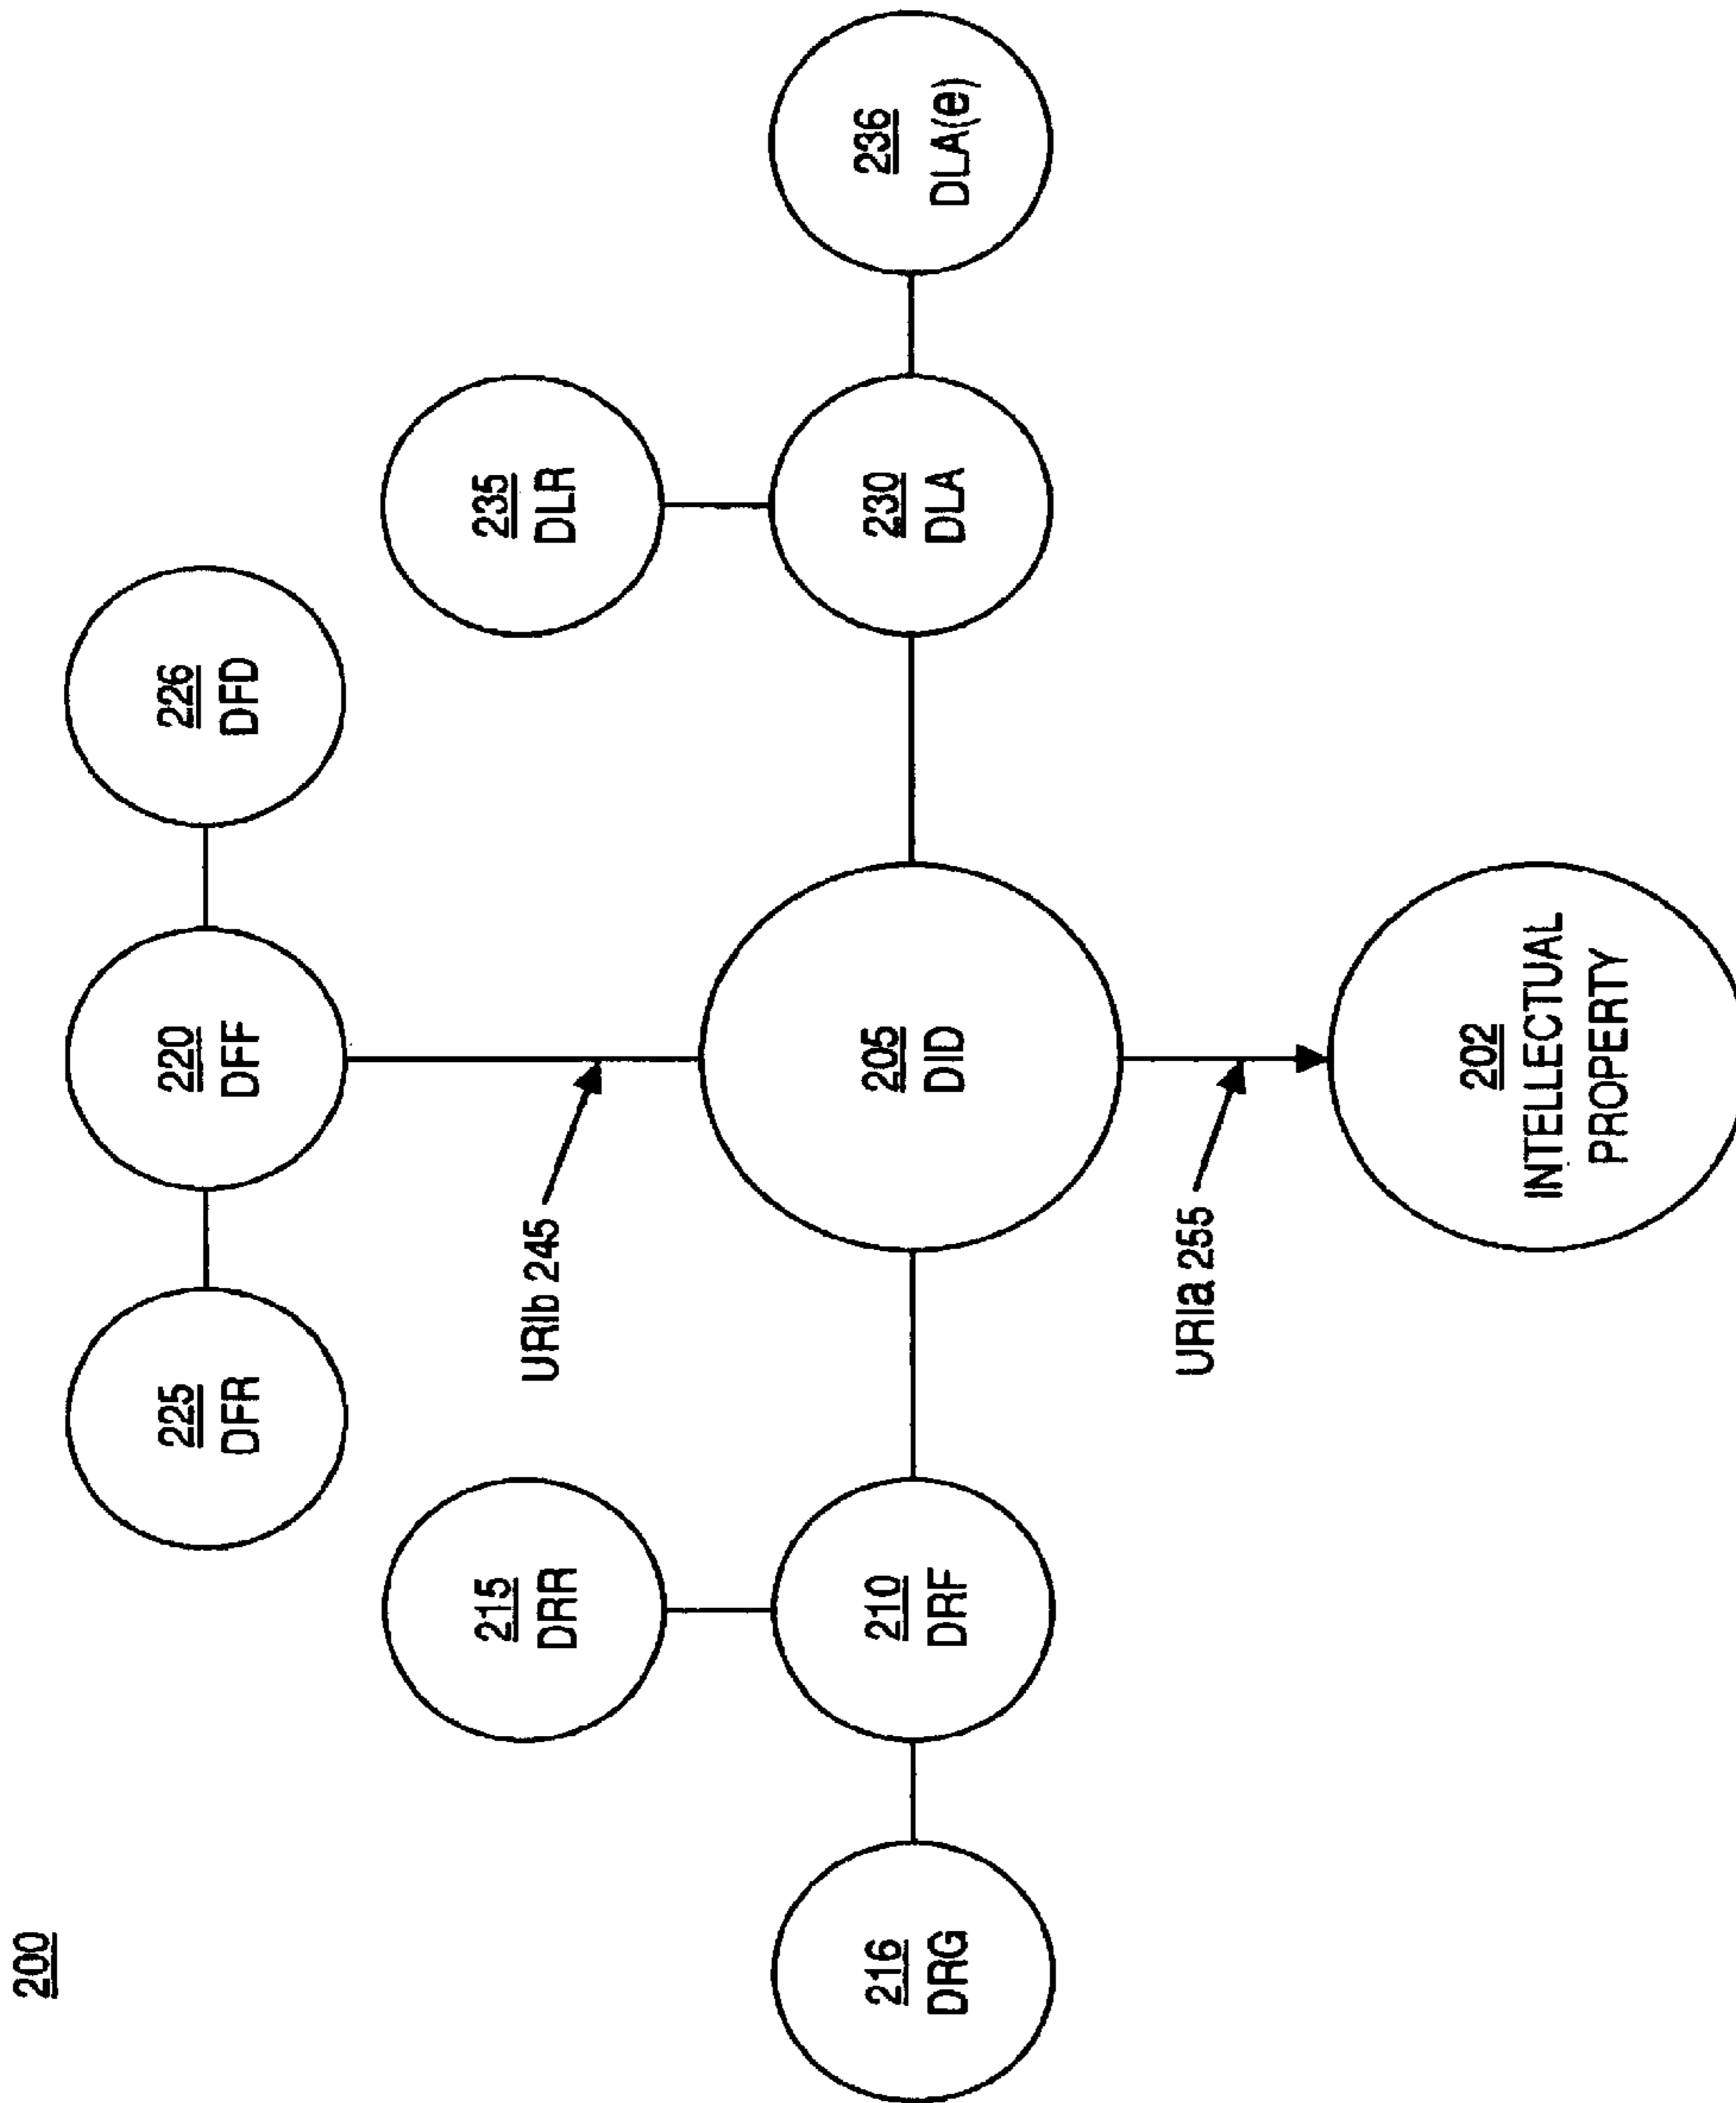 200
225
DFR
220
DFF
226
DFD
215
DRR
URIb 245
235
DLR
216
DRG
210
DRF
205
DID
230
DLA
236
DLA(e)
URIa 255
202
INTELLECTUAL
PROPERTY